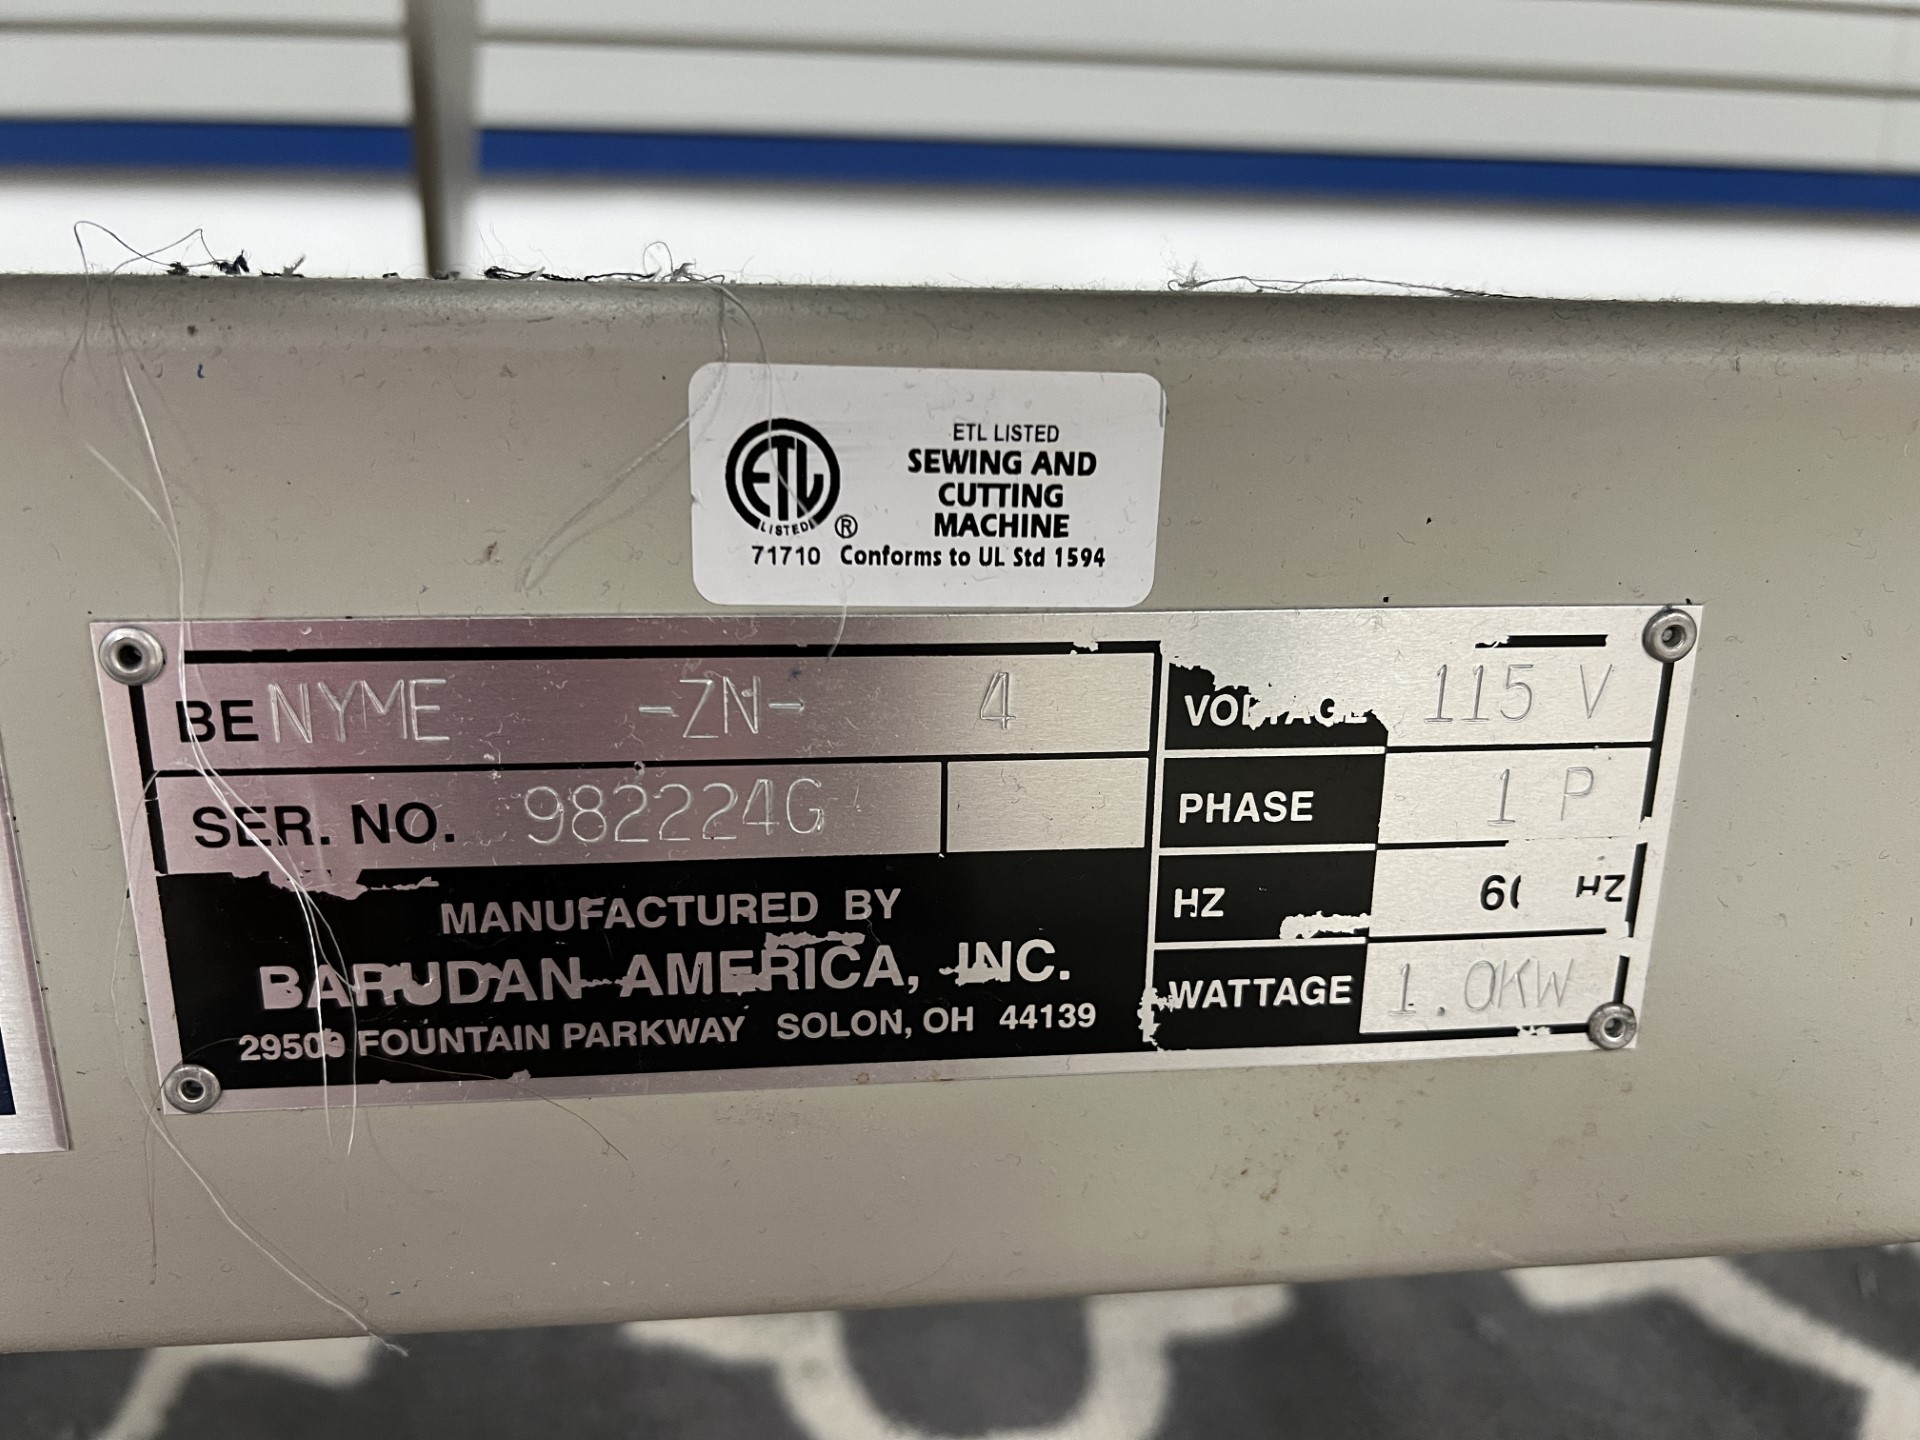 ETL LISTED
SEWING AND
CUTTING
MACHINE
ETL
LISTED
®
71710 Conforms to UL Std 1594
BE NYME -ZN- 4
SER. NO. 982224G
MANUFACTURED BY
BARUDAN AMERICA, INC.
29500 FOUNTAIN PARKWAY SOLON, OH 44139
VOLTAGE 115 V
PHASE 1 P
HZ 60 HZ
WATTAGE 1.0KW